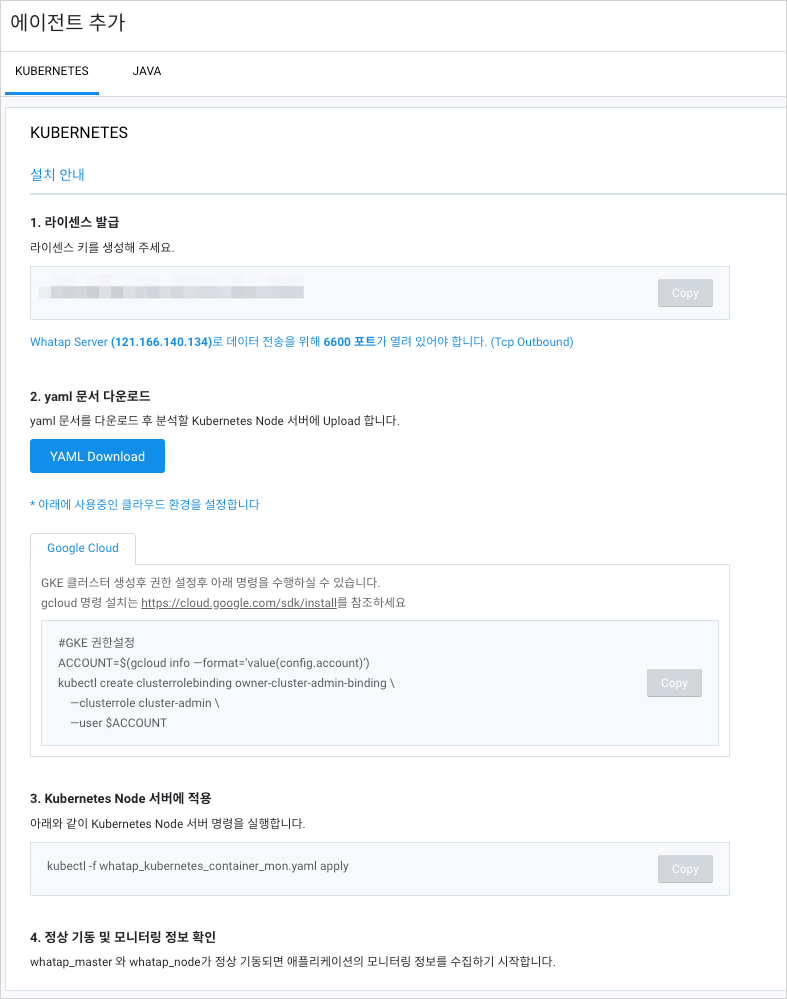 에이전트 추가
KUBERNETES JAVA
KUBERNETES
설치 안내
1. 라이센스 발급
라이센스 키를 생성해 주세요.
Copy
Whatap Server (121.166.140.134)로 데이터 전송을 위해 6600 포트가 열려 있어야 합니다. (Tcp Outbound)
2. yaml 문서 다운로드
yaml 문서를 다운로드 후 분석할 Kubernetes Node 서버에 Upload 합니다.
YAML Download
* 아래에 사용중인 클라우드 환경을 설정합니다
Google Cloud
GKE 클러스터 생성후 권한 설정후 아래 명령을 수행하실 수 있습니다.
gcloud 명령 설치는 https://cloud.google.com/sdk/install를 참조하세요
#GKE 권한설정
ACCOUNT=$(gcloud info —format=’value(config.account)’)
kubectl create clusterrolebinding owner-cluster-admin-binding \
—clusterrole cluster-admin \
—user $ACCOUNT
Copy
3. Kubernetes Node 서버에 적용
아래와 같이 Kubernetes Node 서버 명령을 실행합니다.
kubectl -f whatap_kubernetes_container_mon.yaml apply
Copy
4. 정상 기동 및 모니터링 정보 확인
whatap_master 와 whatap_node가 정상 기동되면 애플리케이션의 모니터링 정보를 수집하기 시작합니다.